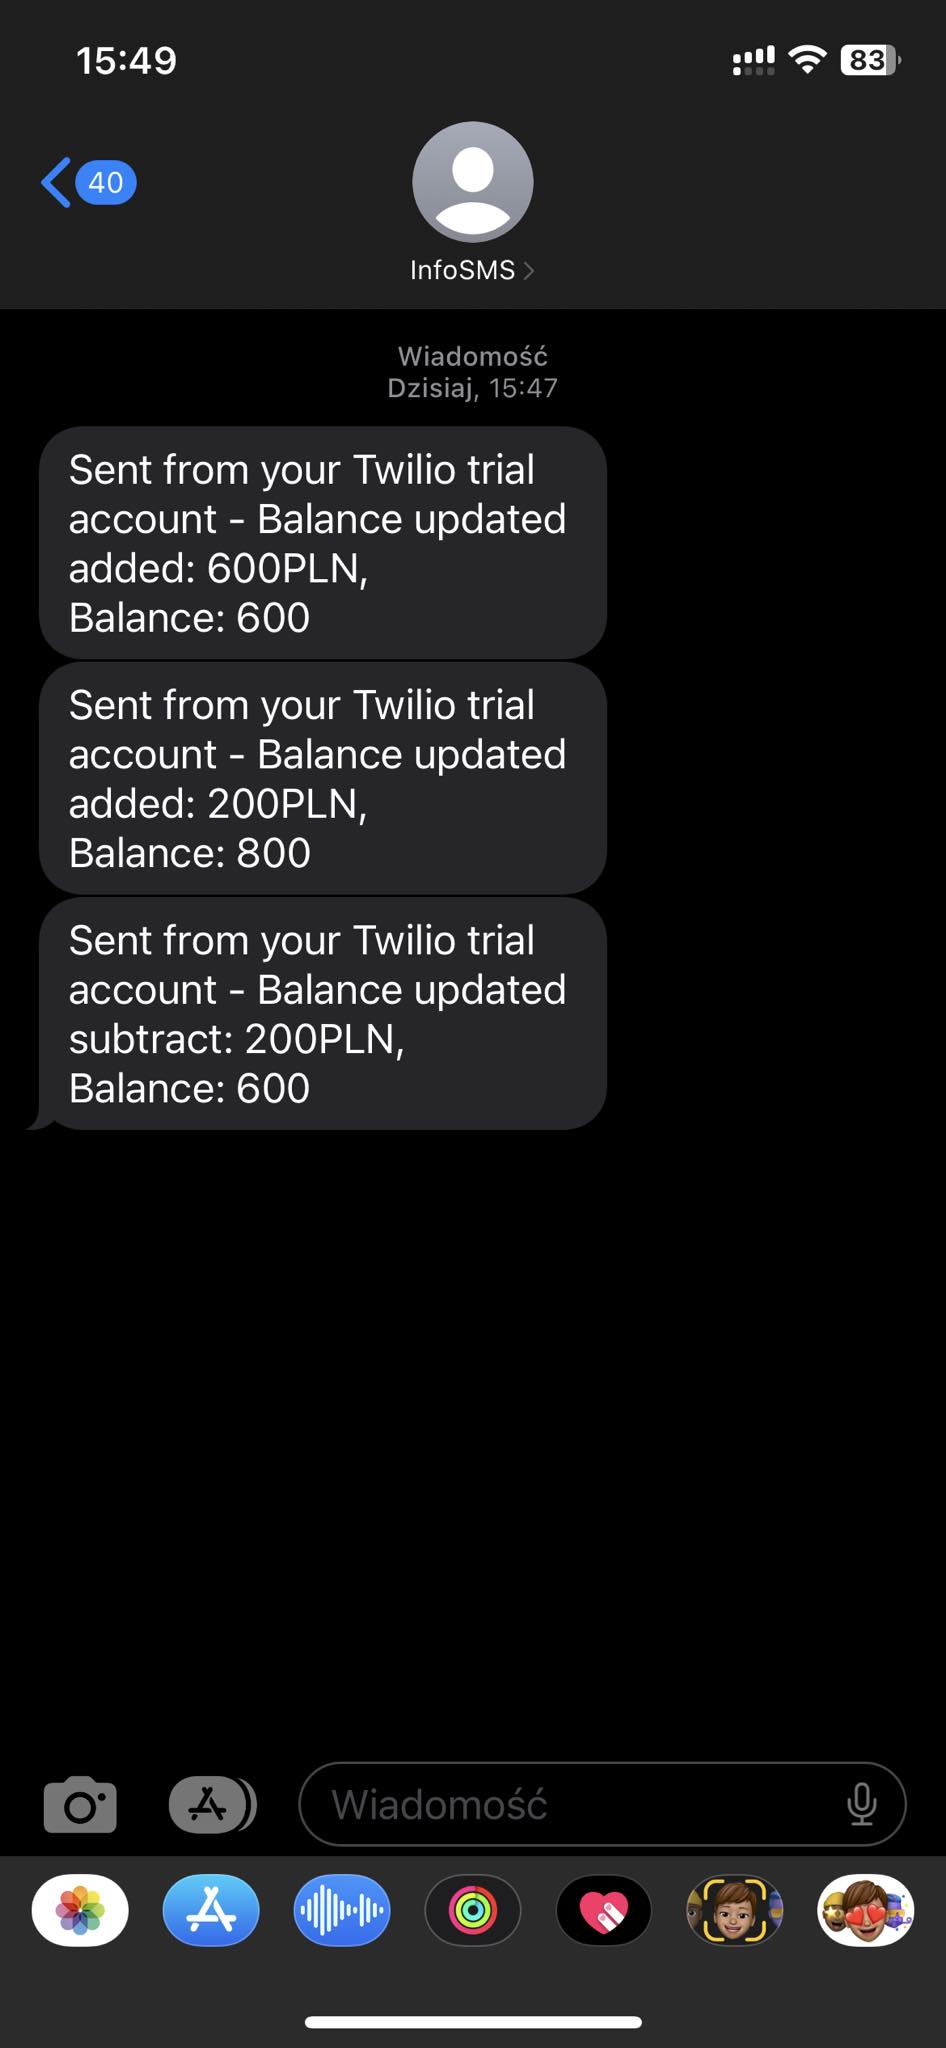 15:49
83
40
InfoSMS
Wiadomość
Dzisiaj, 15:47
Sent from your Twilio trial
account - Balance updated
added: 600PLN,
Balance: 600
Sent from your Twilio trial
account - Balance updated
added: 200PLN,
Balance: 800
Sent from your Twilio trial
account - Balance updated
subtract: 200PLN,
Balance: 600
Wiadomość